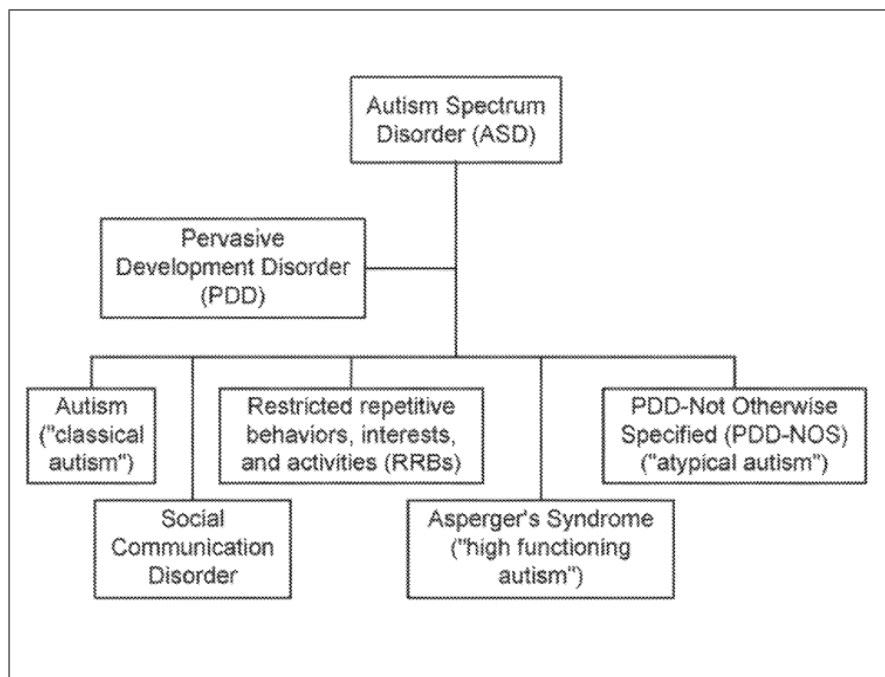 Autism Spectrum
Disorder (ASD)
Pervasive
Development Disorder
(PDD)
Autism
("classical
autism")
Restricted repetitive
behaviors, interests,
and activities (RRBs)
PDD-Not Otherwise
Specified (PDD-NOS)
("atypical autism")
Social
Communication
Disorder
Asperger's Syndrome
("high functioning
autism")